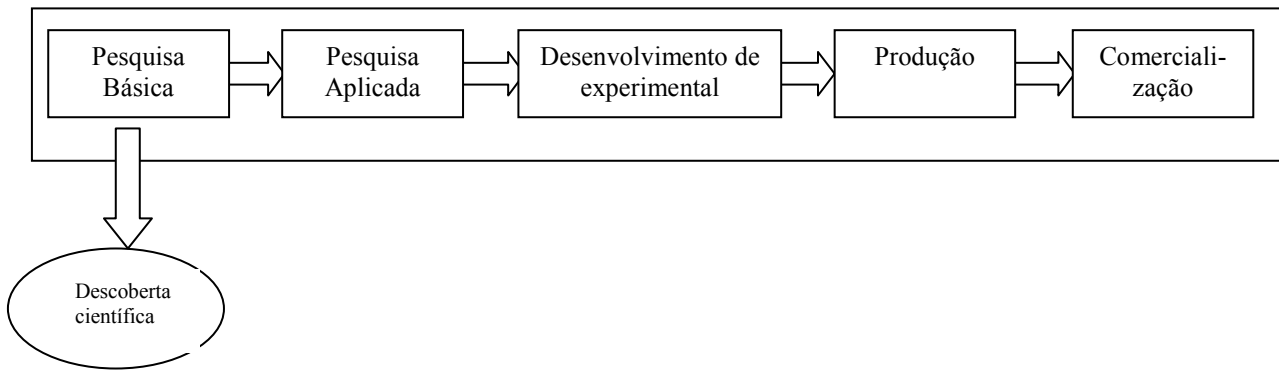 Pesquisa
Básica
Pesquisa
Aplicada
Desenvolvimento de
experimental
Produção
Comerciali-
zação
Descoberta
científica